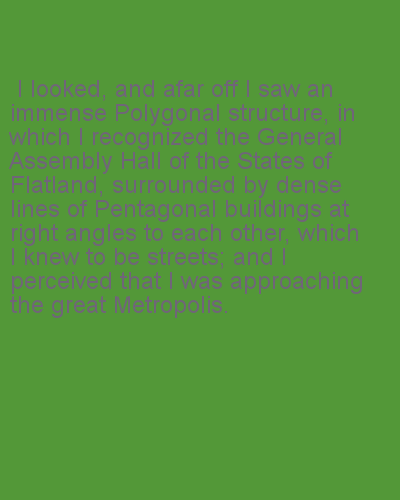 I looked, and afar off I saw an
immense Polygonal structure, in
which I recognized the General
Assembly Hall of the States of
Flatland, surrounded by dense
lines of Pentagonal buildings at
right angles to each other, which
I knew to be streets; and I
perceived that I was approaching
the great Metropolis.